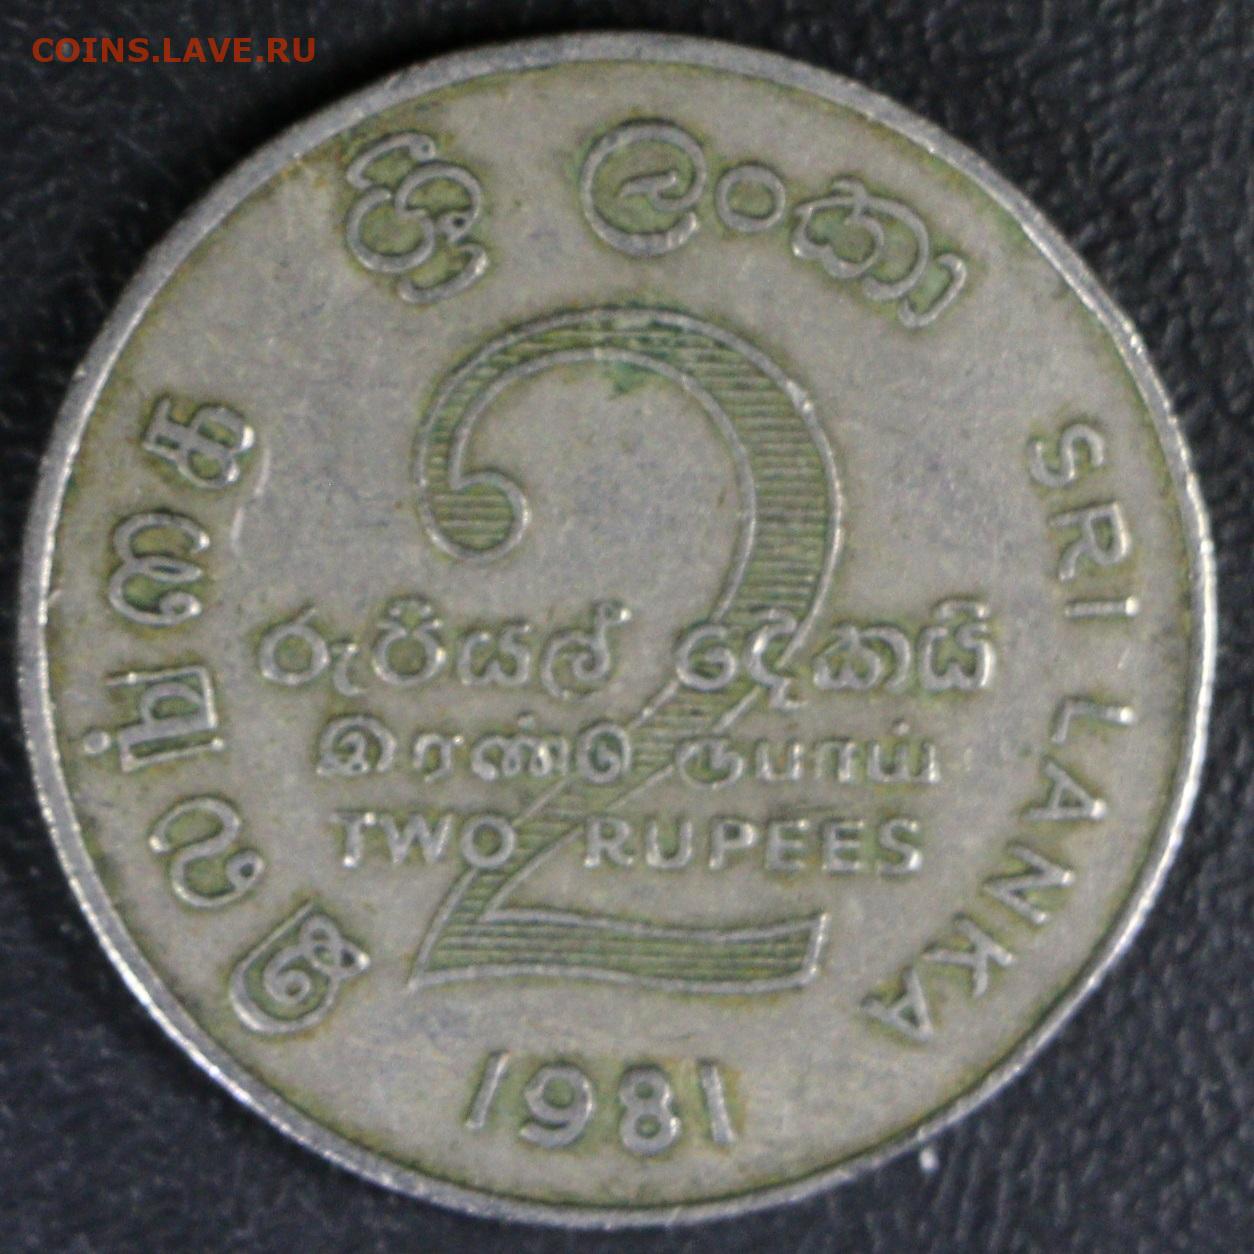 COINS.LAVE.RU
ශ්‍රී ලංකා
இலங்கை
SRI LANKA
2
රුපියල් දෙකයි
இரண்டு ரூபாய்
TWO RUPEES
1981